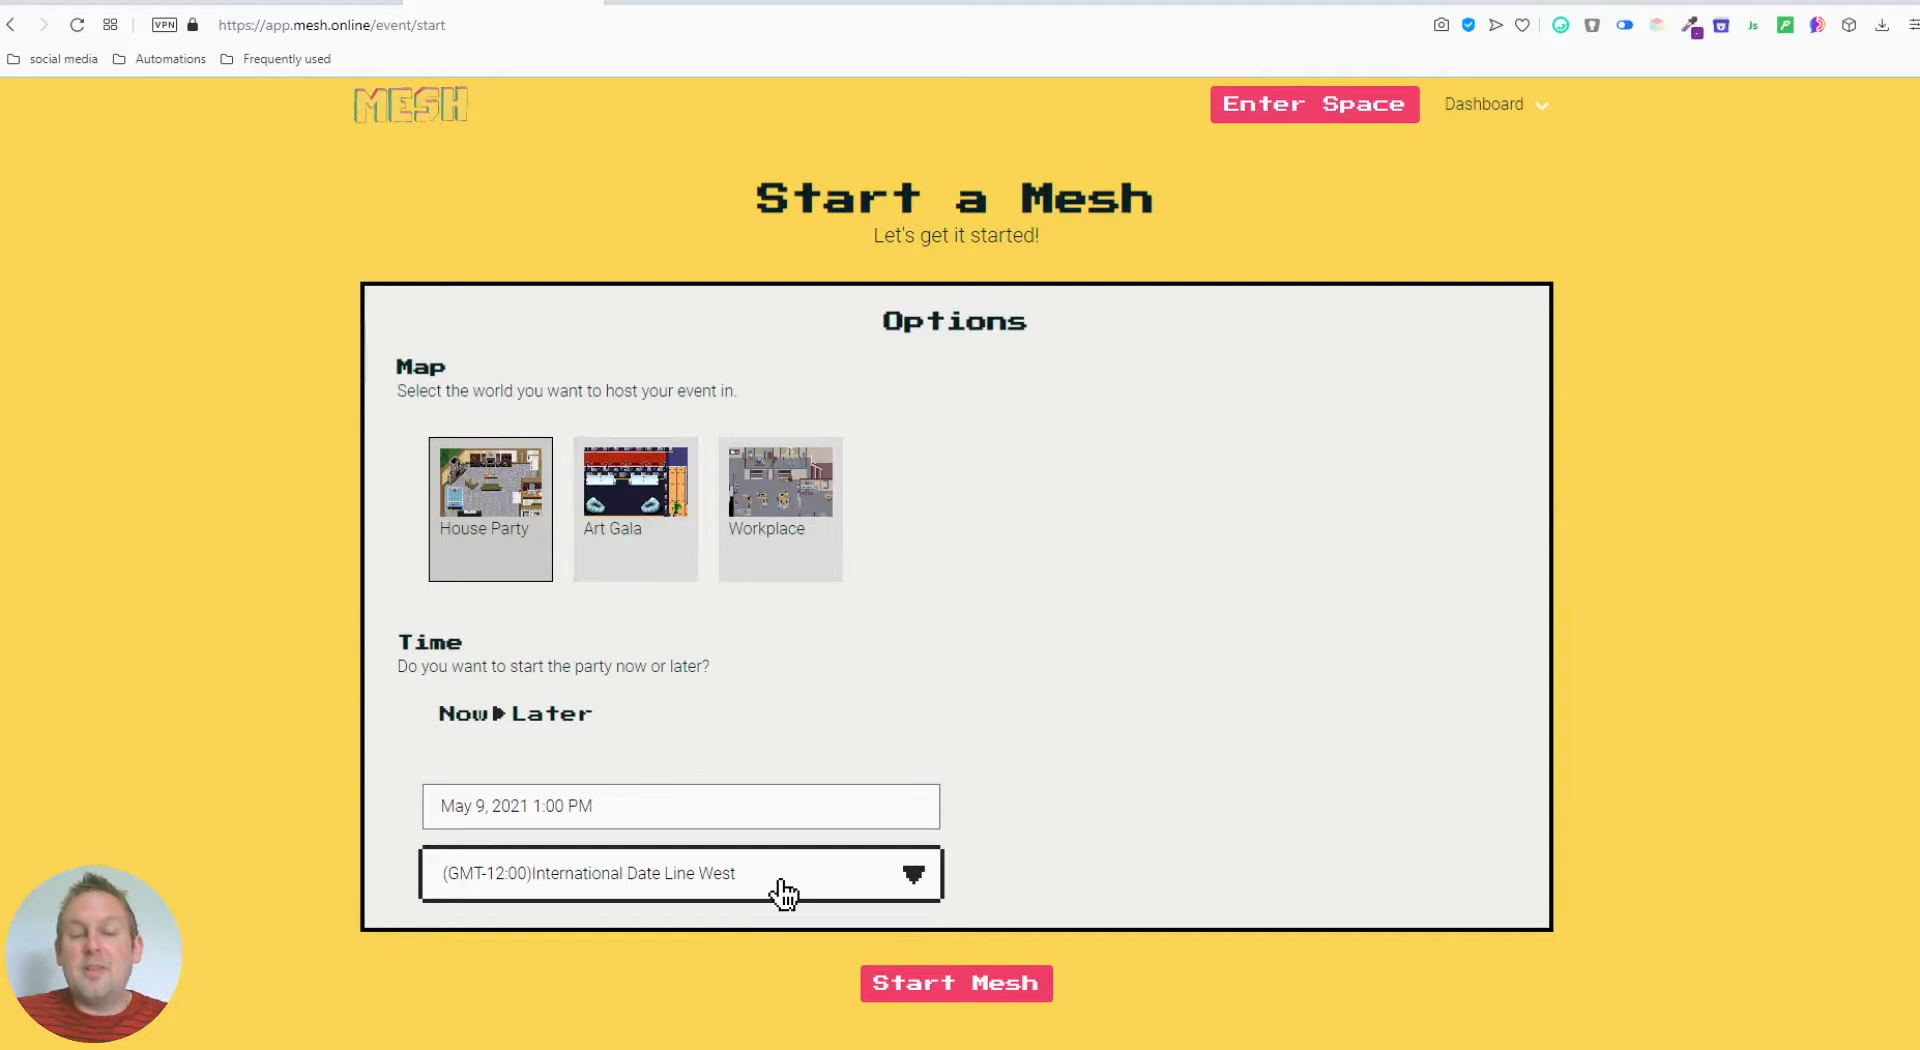 VPN
https://app.mesh.online/event/start
Js
social media
Automations
Frequently used
MESH
Enter Space
Dashboard
Start a Mesh
Let's get it started!
Options
Map
Select the world you want to host your event in.
House Party
Art Gala
Workplace
Time
Do you want to start the party now or later?
Now Later
May 9, 2021 1:00 PM
(GMT-12:00)International Date Line West
Start Mesh